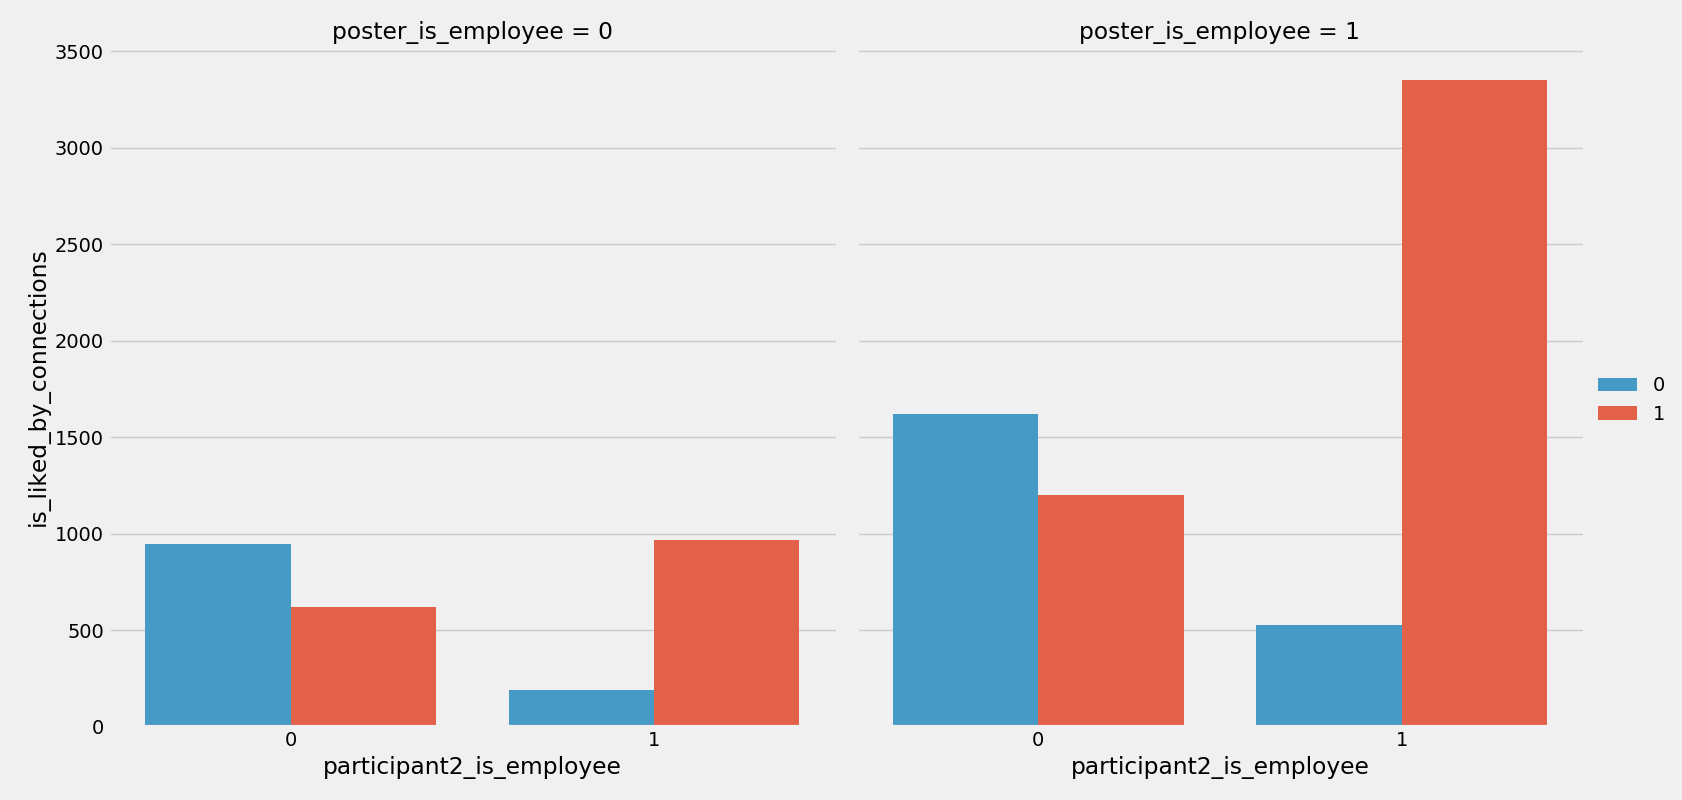 poster_is_employee = 0
poster_is_employee = 1
3500
3000
2500
2000
1500
1000
500
0
is_liked_by_connections
0
1
0
1
participant2_is_employee
participant2_is_employee
0
1